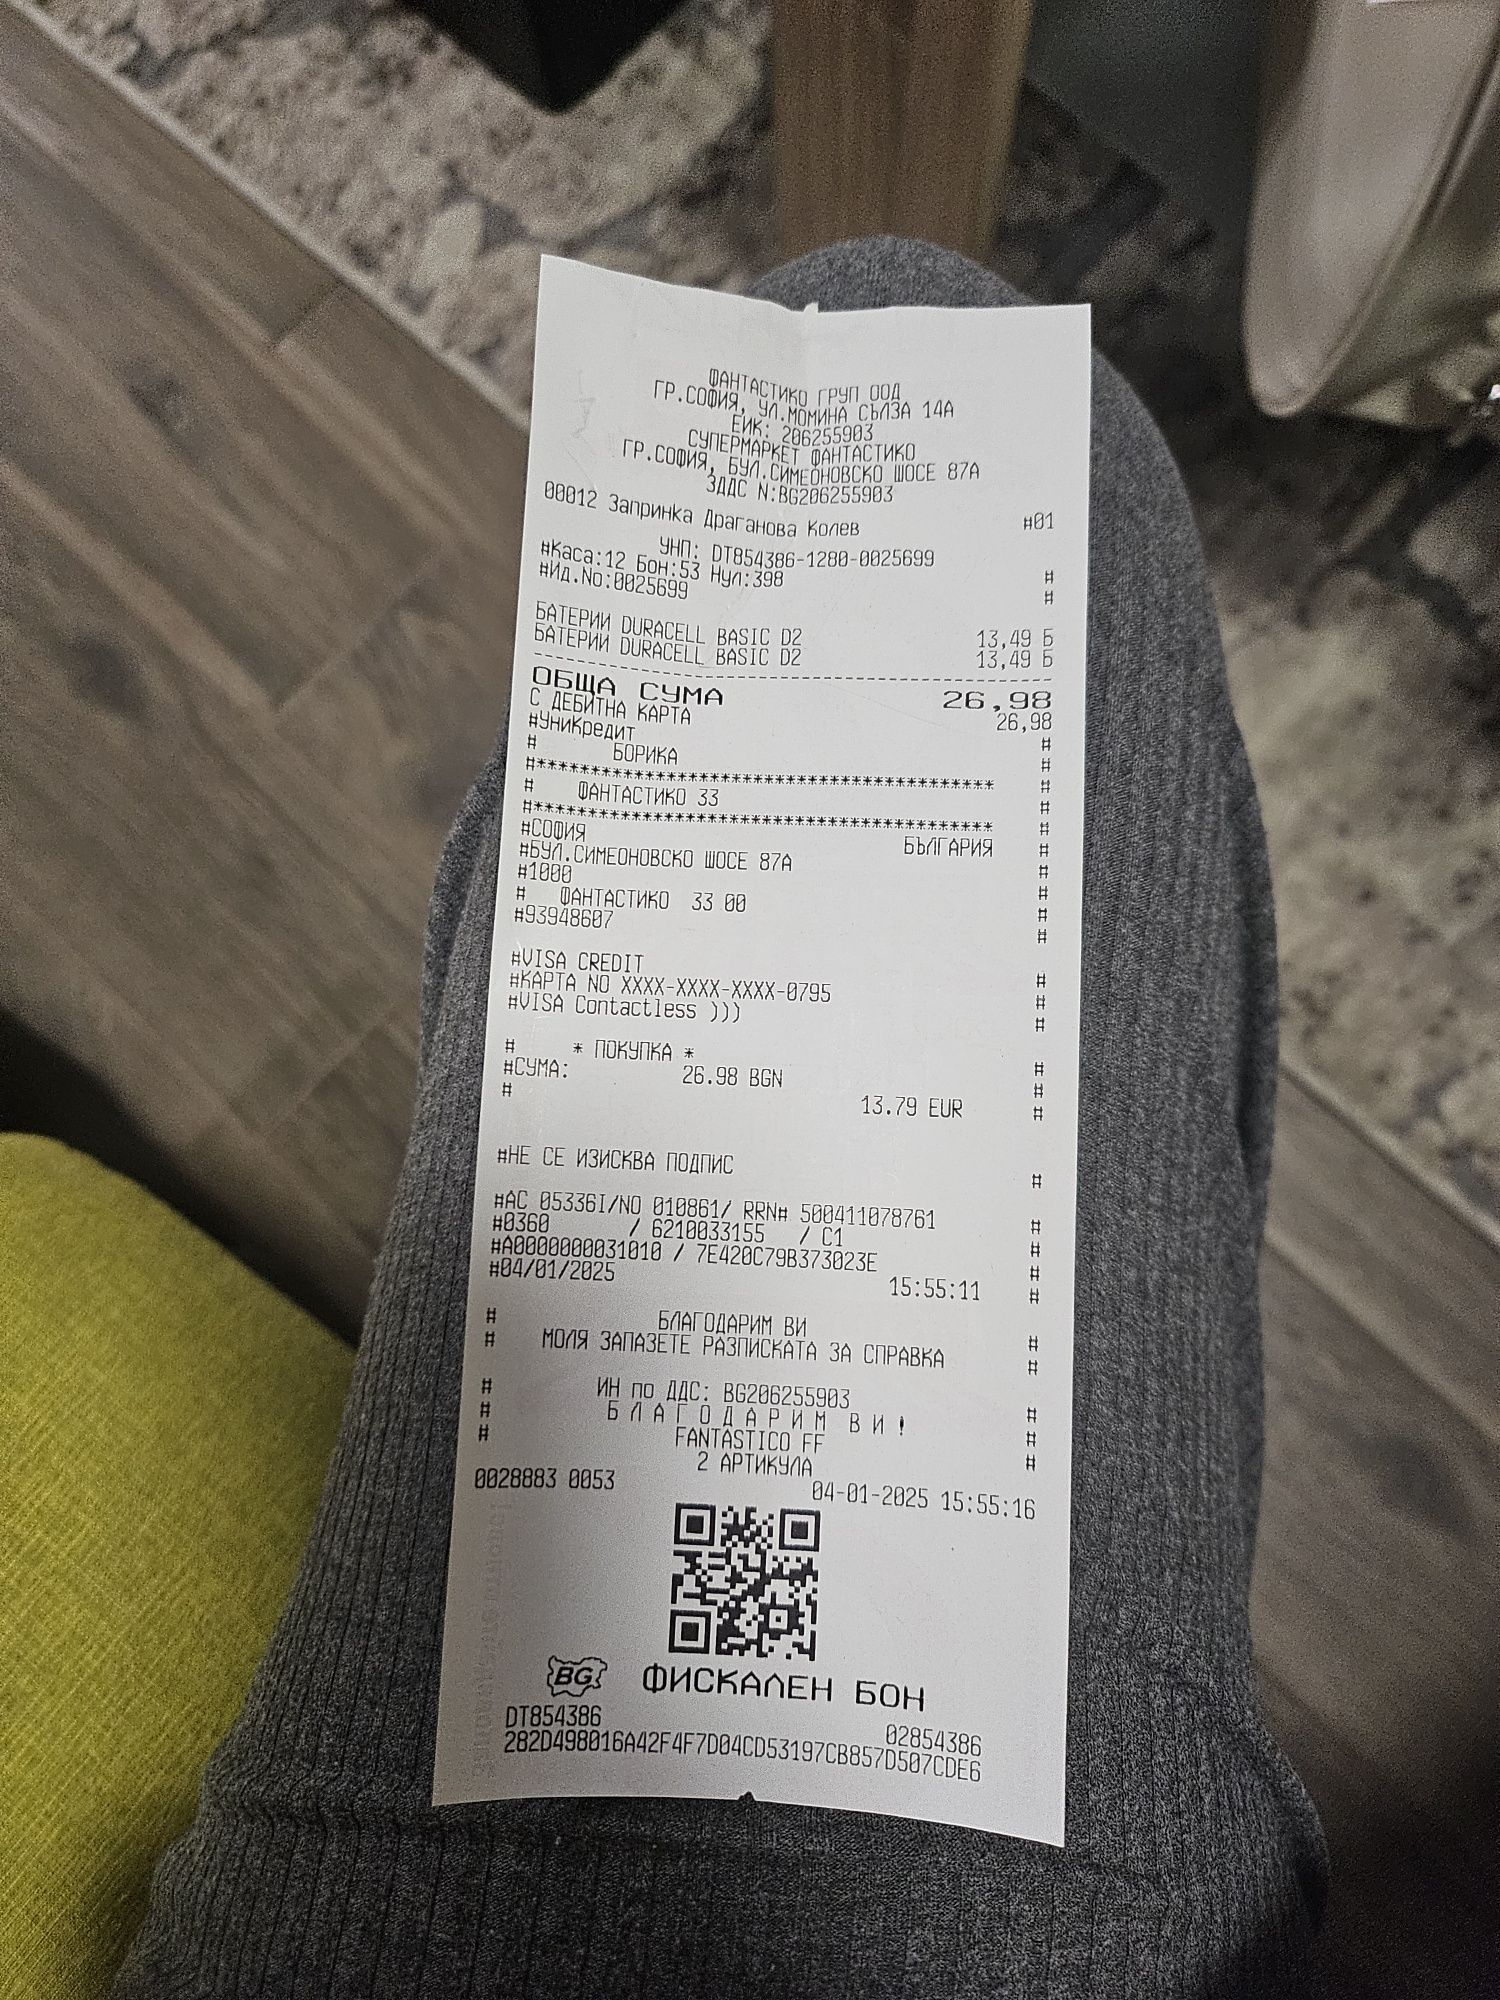 ФАНТАСТИКО ГРУП ООД
ГР.СОФИЯ, УЛ.МОМИНА СЪЛЗА 14А
ЕИК: 206255903
СУПЕРМАРКЕТ ФАНТАСТИКО
ГР.СОФИЯ, БУЛ.СИМЕОНОВСКО ШОСЕ 87А
ЗДДС N:BG206255903
00012 Запринка Драганова Колев #01
УНП: DT854386-1280-0025699
#Каса:12 Бон:53 Нул:398 #
#Ид.No:0025699 #
БАТЕРИИ DURACELL BASIC D2 13,49 Б
БАТЕРИИ DURACELL BASIC D2 13,49 Б
ОБЩА СУМА 26,98
С ДЕБИТНА КАРТА 26,98
#УниКредит #
# БОРИКА #
#****************************************** #
# ФАНТАСТИКО 33 #
#****************************************** #
#СОФИЯ БЪЛГАРИЯ #
#БУЛ.СИМЕОНОВСКО ШОСЕ 87А #
#1000 #
# ФАНТАСТИКО 33 00 #
#93948607 #
#VISA CREDIT #
#КАРТА NO XXXX-XXXX-XXXX-0795 #
#VISA Contactless ))) #
# * ПОКУПКА * #
#СУМА: 26.98 BGN #
# 13.79 EUR #
#НЕ СЕ ИЗИСКВА ПОДПИС #
#AC 05336I/NO 010861/ RRN# 500411078761 #
#0360 / 6210033155 / C1 #
#A0000000031010 / 7E420C79B373023E #
#04/01/2025 15:55:11 #
# БЛАГОДАРИМ ВИ #
# МОЛЯ ЗАПАЗЕТЕ РАЗПИСКАТА ЗА СПРАВКА #
# ИН по ДДС: BG206255903 #
# Б Л А Г О Д А Р И М В И ! #
# FANTASTICO FF #
2 АРТИКУЛА
0028883 0053 04-01-2025 15:55:16
BG ФИСКАЛЕН БОН
DT854386 02854386
282D498016A42F4F7D04CD53197CB857D507CDE6